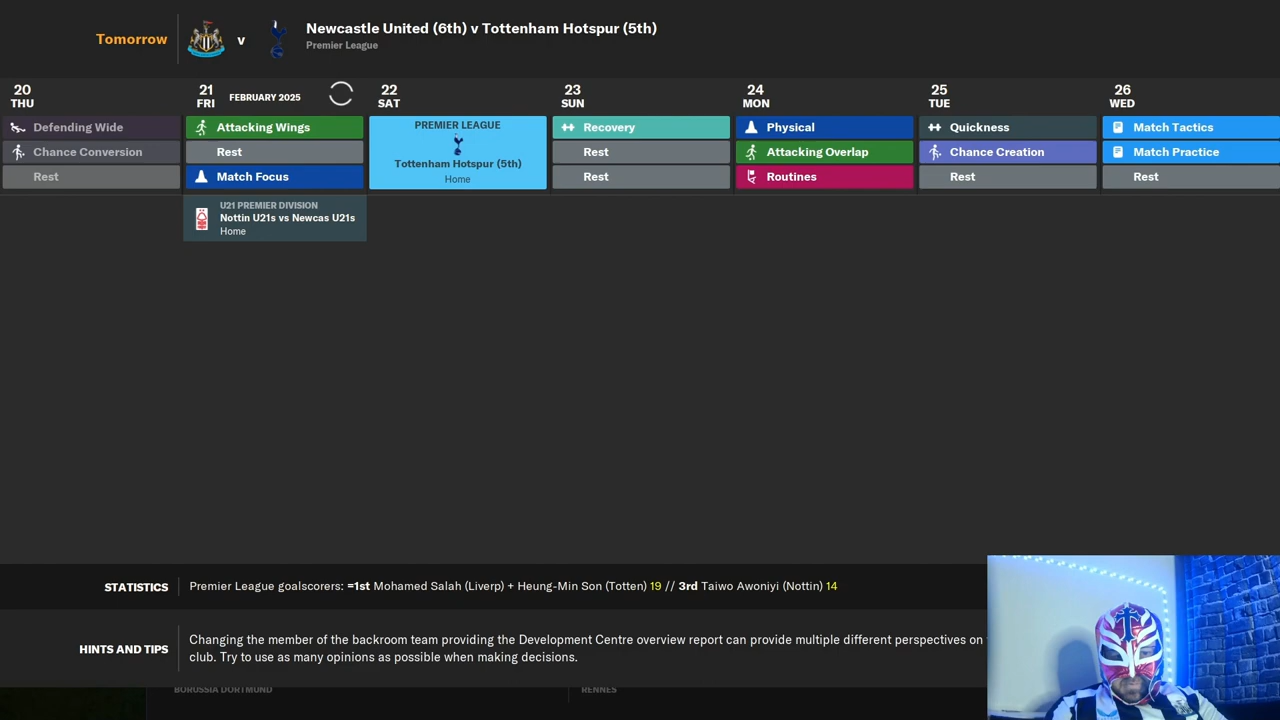 Tomorrow
v
Newcastle United (6th) v Tottenham Hotspur (5th)
Premier League
20
THU
21
FRI
FEBRUARY 2025
22
SAT
23
SUN
24
MON
25
TUE
26
WED
Defending Wide
Chance Conversion
Rest
Attacking Wings
Rest
Match Focus
U21 PREMIER DIVISION
Nottin U21s vs Newcas U21s
Home
PREMIER LEAGUE
Tottenham Hotspur (5th)
Home
Recovery
Rest
Rest
Physical
Attacking Overlap
Routines
Quickness
Chance Creation
Rest
Match Tactics
Match Practice
Rest
STATISTICS
Premier League goalscorers: =1st Mohamed Salah (Liverp) + Heung-Min Son (Totten) 19 // 3rd Taiwo Awoniyi (Nottin) 14
HINTS AND TIPS
Changing the member of the backroom team providing the Development Centre overview report can provide multiple different perspectives on
club. Try to use as many opinions as possible when making decisions.
BORUSSIA DORTMUND
RENNES